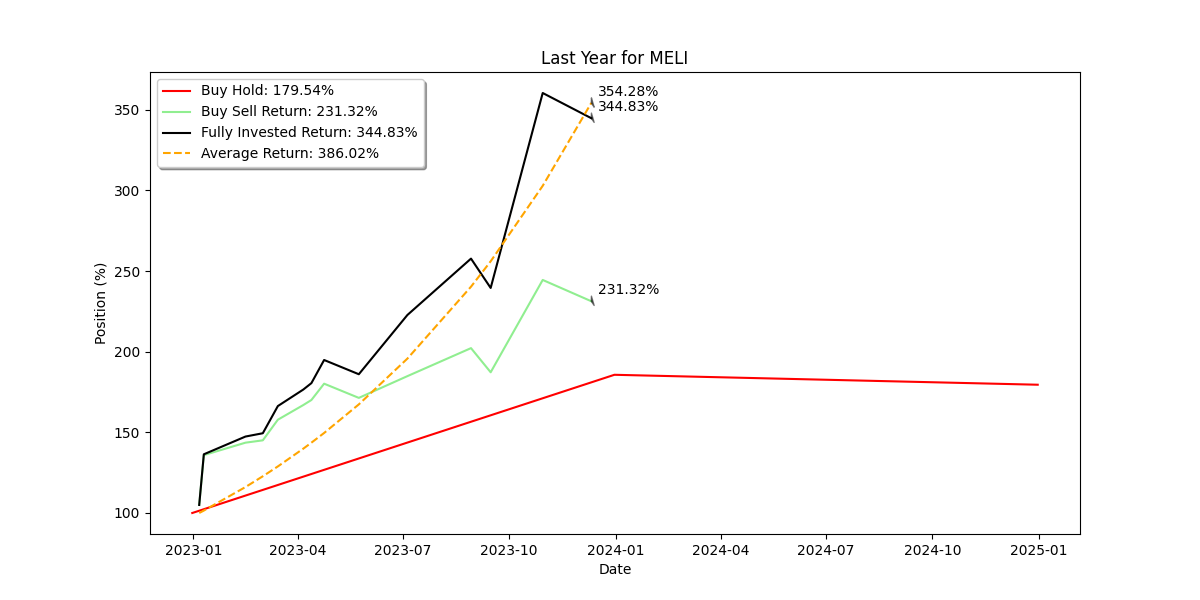 Last Year for MELI
Buy Hold: 179.54%
Buy Sell Return: 231.32%
Fully Invested Return: 344.83%
Average Return: 386.02%
354.28%
344.83%
231.32%
Position (%)
350
300
250
200
150
100
2023-01 2023-04 2023-07 2023-10 2024-01 2024-04 2024-07 2024-10 2025-01
Date